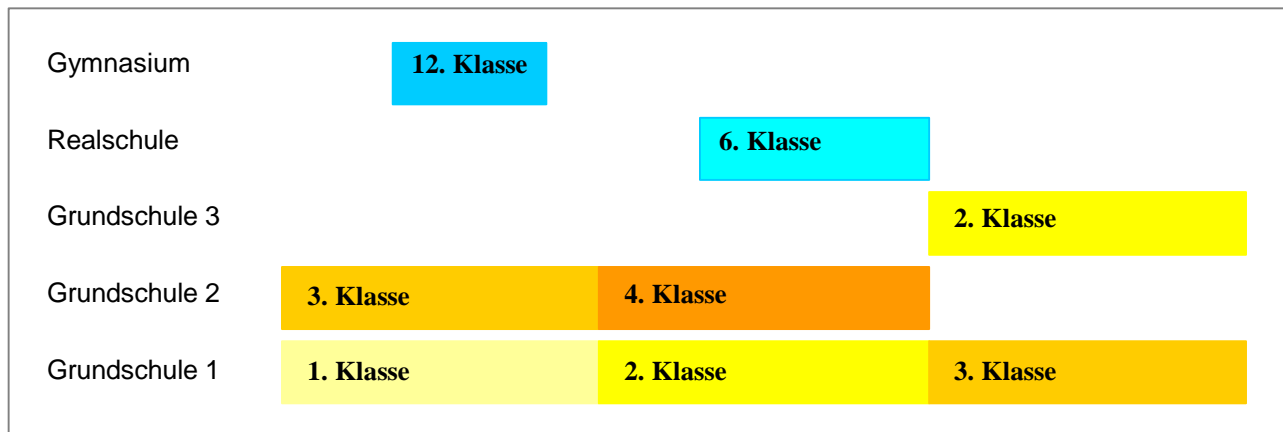 Gymnasium 12. Klasse
Realschule 6. Klasse
Grundschule 3 2. Klasse
Grundschule 2 3. Klasse 4. Klasse
Grundschule 1 1. Klasse 2. Klasse 3. Klasse